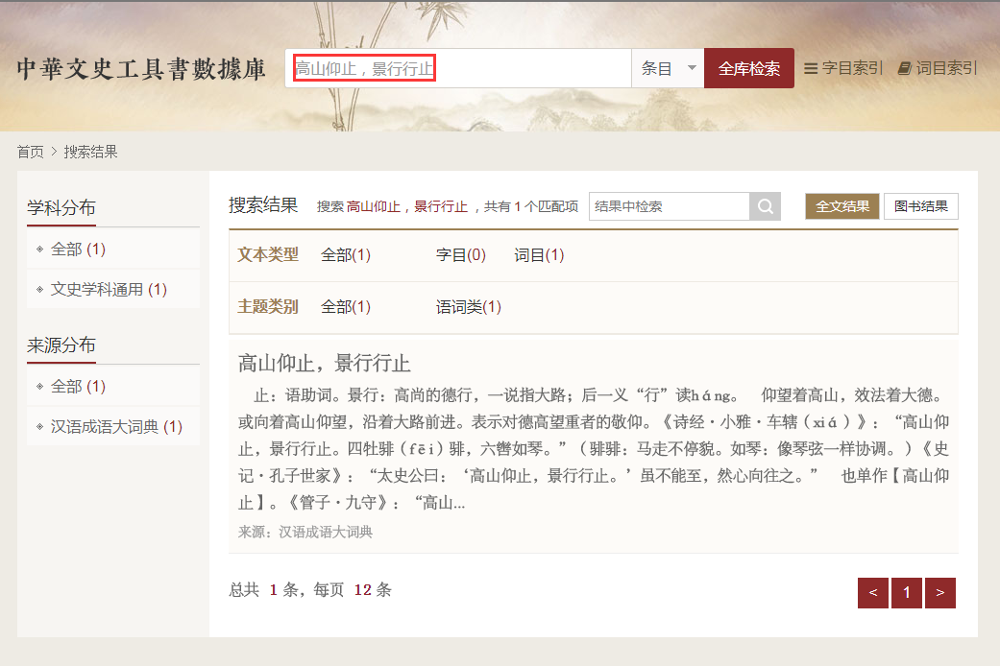 中華文史工具書數據庫
高山仰止，景行行止
条目
全库检索
字目索引
词目索引
首页 > 搜索结果
学科分布
全部 (1)
文史学科通用 (1)
来源分布
全部 (1)
汉语成语大词典 (1)
搜索结果 搜索 高山仰止，景行行止 ，共有 1 个匹配项
结果中检索
全文结果
图书结果
文本类型 全部(1) 字目(0) 词目(1)
主题类别 全部(1) 语词类(1)
高山仰止，景行行止
止：语助词。景行：高尚的德行，一说指大路；后一义“行”读háng。 仰望着高山，效法着大德。
或向着高山仰望，沿着大路前进。表示对德高望重者的敬仰。《诗经·小雅·车辖（xiá）》：“高山仰
止，景行行止。四牡騑（fēi）騑，六辔如琴。”（騑騑：马走不停貌。如琴：像琴弦一样协调。）《史
记·孔子世家》：“太史公曰：‘高山仰止，景行行止。’虽不能至，然心向往之。” 也单作【高山仰
止】。《管子·九守》：“高山...
来源：汉语成语大词典
总共 1 条，每页 12 条
< 1 >